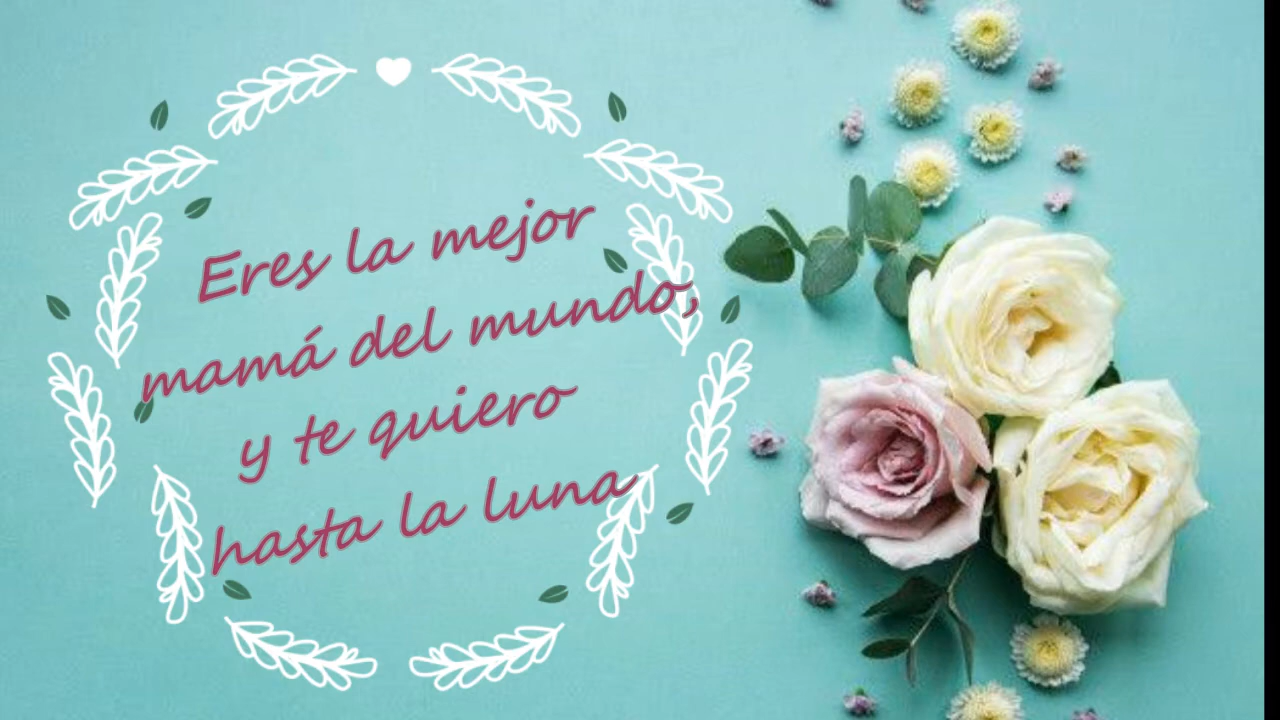 Eres la mejor
mamá del mundo,
y te quiero
hasta la luna